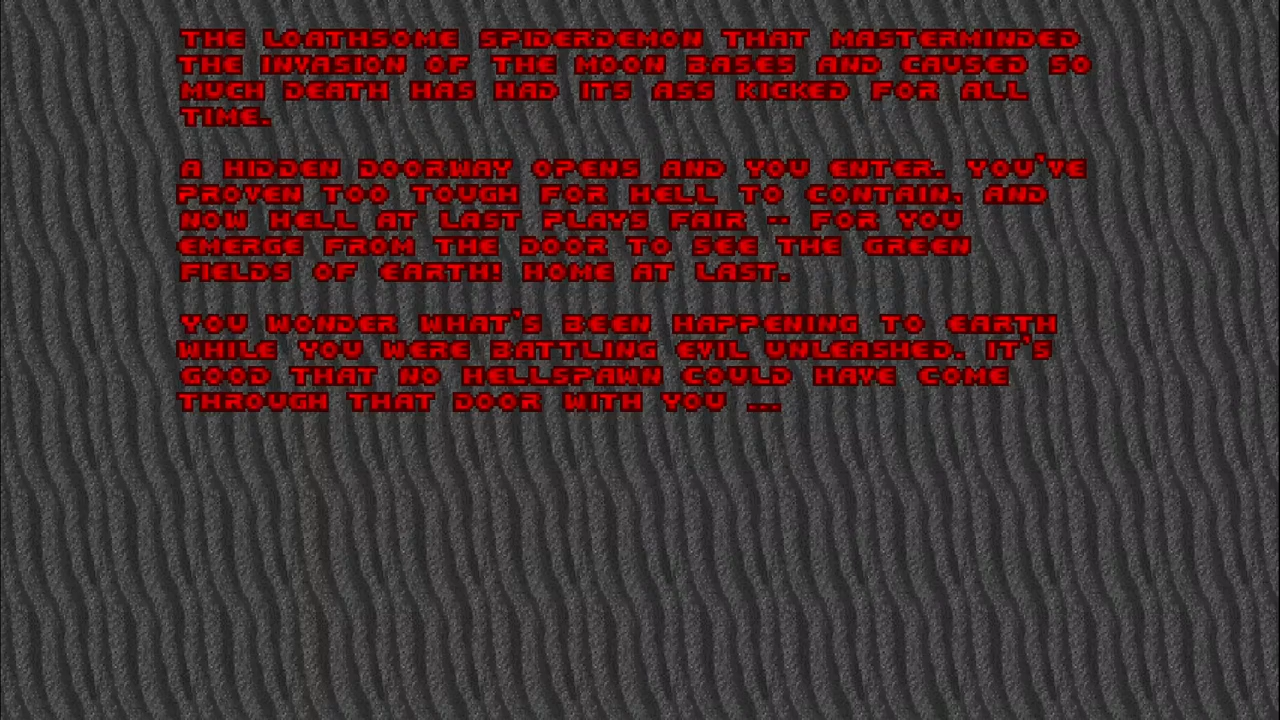 THE LOATHSOME SPIDERDEMON THAT MASTERMINDED
THE INVASION OF THE MOON BASES AND CAUSED SO
MUCH DEATH HAS HAD ITS ASS KICKED FOR ALL
TIME.
A HIDDEN DOORWAY OPENS AND YOU ENTER. YOU'VE
PROVEN TOO TOUGH FOR HELL TO CONTAIN, AND
NOW HELL AT LAST PLAYS FAIR -- FOR YOU
EMERGE FROM THE DOOR TO SEE THE GREEN
FIELDS OF EARTH! HOME AT LAST.
YOU WONDER WHAT'S BEEN HAPPENING TO EARTH
WHILE YOU WERE BATTLING EVIL UNLEASHED. IT'S
GOOD THAT NO HELLSPAWN COULD HAVE COME
THROUGH THAT DOOR WITH YOU ...